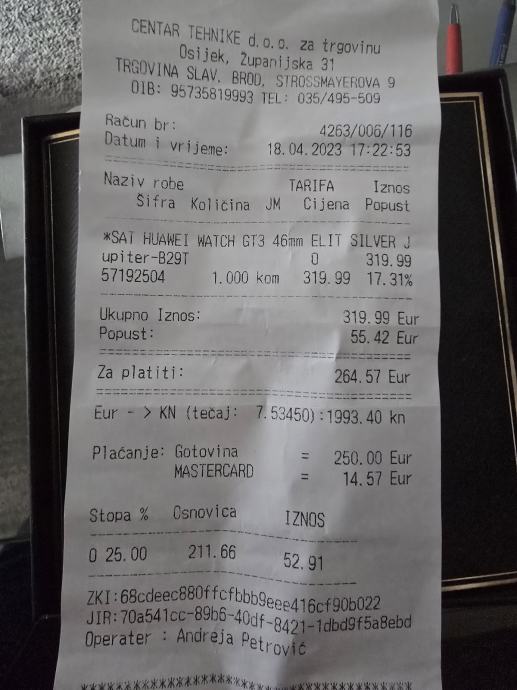 CENTAR TEHNIKE d.o.o. za trgovinu
Osijek, Županijska 31
TRGOVINA SLAV. BROD, STROSSMAYEROVA 9
OIB: 95735819993 TEL: 035/495-509
Račun br: 4263/006/116
Datum i vrijeme: 18.04.2023 17:22:53
Naziv robe TARIFA Iznos
Šifra Količina JM Cijena Popust
*SAT HUAWEI WATCH GT3 46mm ELIT SILVER J
upiter-B29T 0 319.99
57192504 1.000 kom 319.99 17.31%
Ukupno Iznos: 319.99 Eur
Popust: 55.42 Eur
Za platiti: 264.57 Eur
Eur - > KN (tečaj: 7.53450):1993.40 kn
Plaćanje: Gotovina = 250.00 Eur
MASTERCARD = 14.57 Eur
Stopa % Osnovica IZNOS
0 25.00 211.66 52.91
ZKI:68cdeec880ffcfbbb9eee416cf90b022
JIR:70a541cc-89b6-40df-8421-1dbd9f5a8ebd
Operater : Andreja Petrović